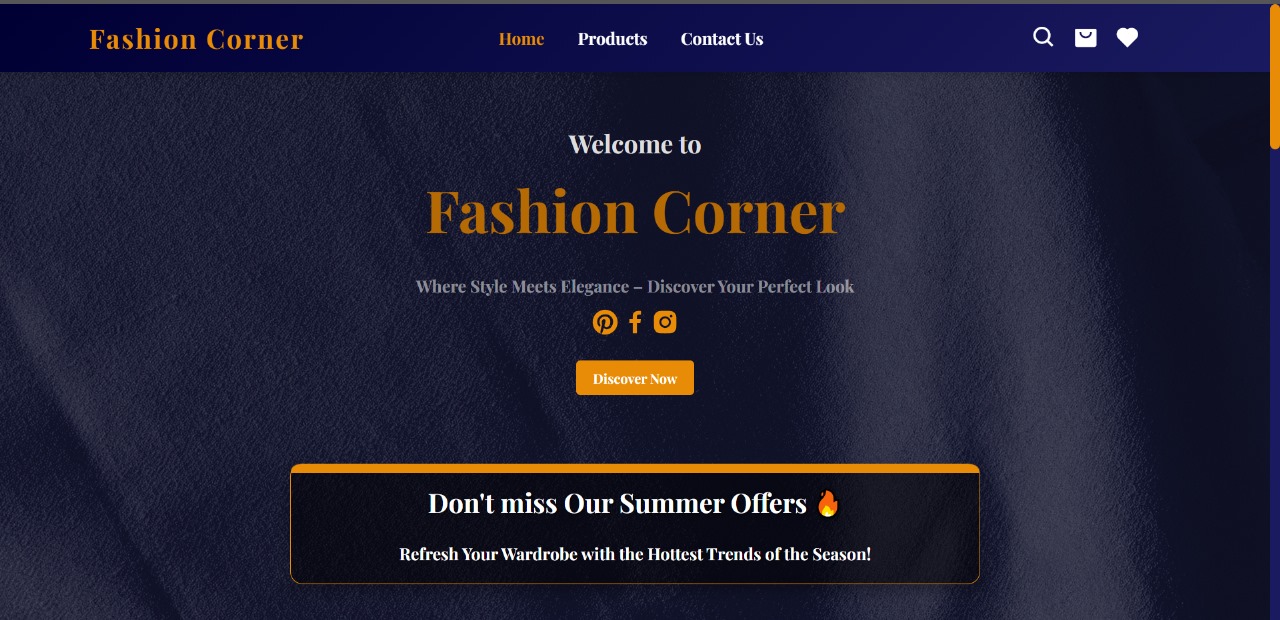 Fashion Corner
Home Products Contact Us
Welcome to
Fashion Corner
Where Style Meets Elegance – Discover Your Perfect Look
Discover Now
Don't miss Our Summer Offers 🔥
Refresh Your Wardrobe with the Hottest Trends of the Season!